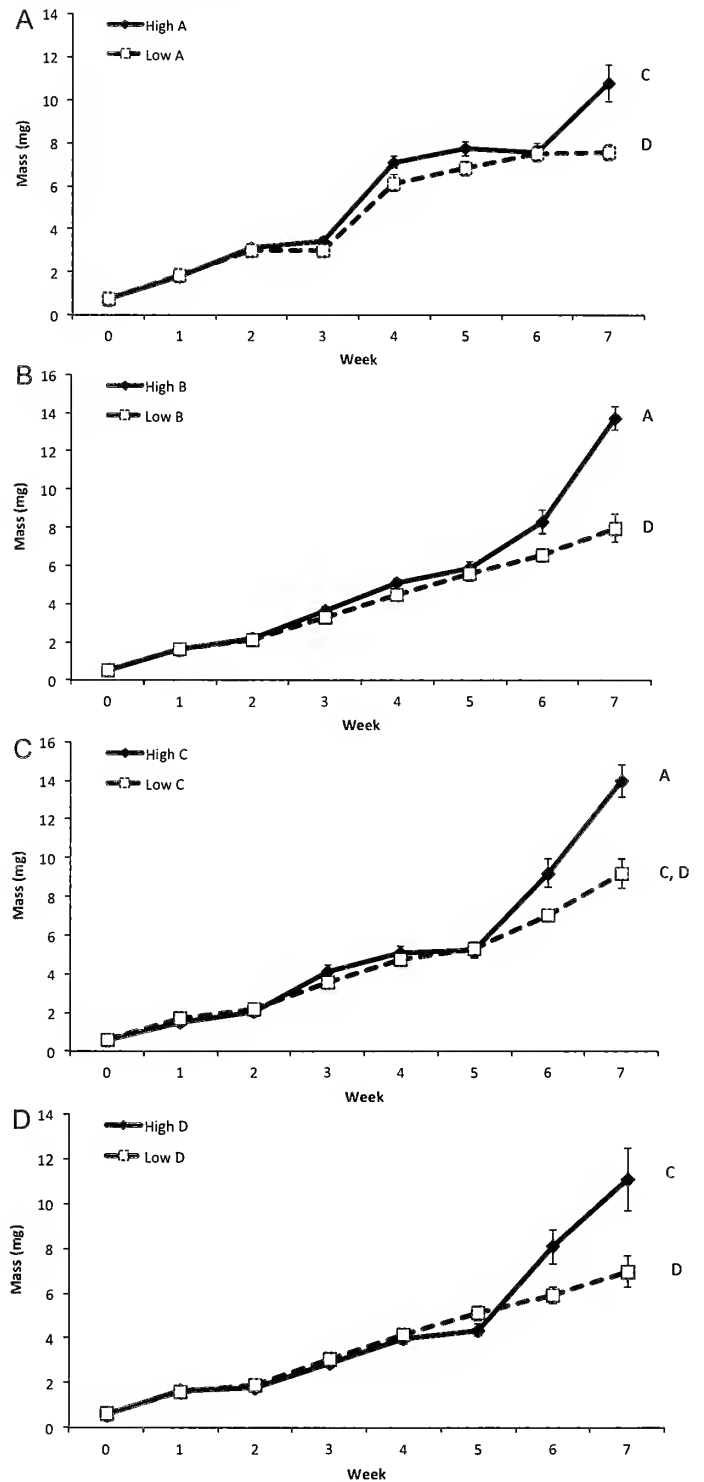 A
14
High A
Low A
12
10
8
6
4
2
0
Mass (mg)
C
D
0 1 2 3 4 5 6 7
Week
B
16
High B
Low B
14
12
10
8
6
4
2
0
Mass (mg)
A
D
0 1 2 3 4 5 6 7
Week
C
16
High C
Low C
14
12
10
8
6
4
2
0
Mass (mg)
A
C, D
0 1 2 3 4 5 6 7
Week
D
14
High D
Low D
12
10
8
6
4
2
0
Mass (mg)
C
D
0 1 2 3 4 5 6 7
Week